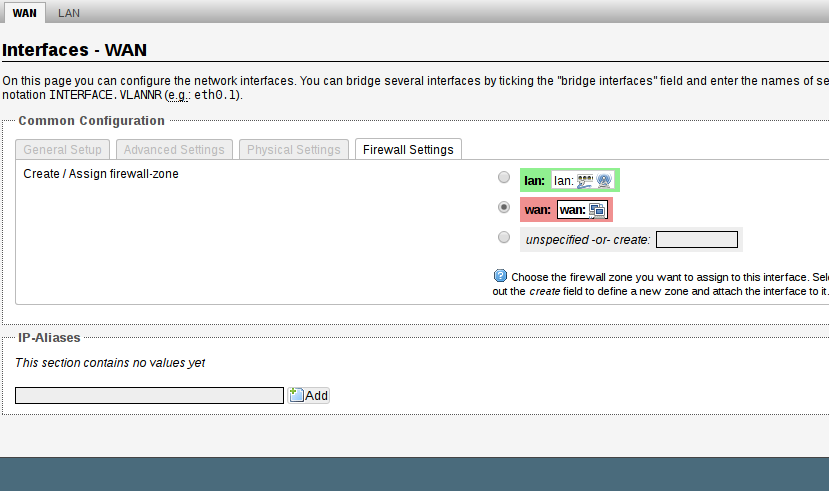 WAN LAN
Interfaces - WAN
On this page you can configure the network interfaces. You can bridge several interfaces by ticking the "bridge interfaces" field and enter the names of
notation INTERFACE.VLANNR (e.g.: eth0.1).
Common Configuration
General Setup Advanced Settings Physical Settings Firewall Settings
Create / Assign firewall-zone
lan: lan:
wan: wan:
unspecified -or- create:
Choose the firewall zone you want to assign to this interface.
out the create field to define a new zone and attach the interface to it.
IP-Aliases
This section contains no values yet
Add